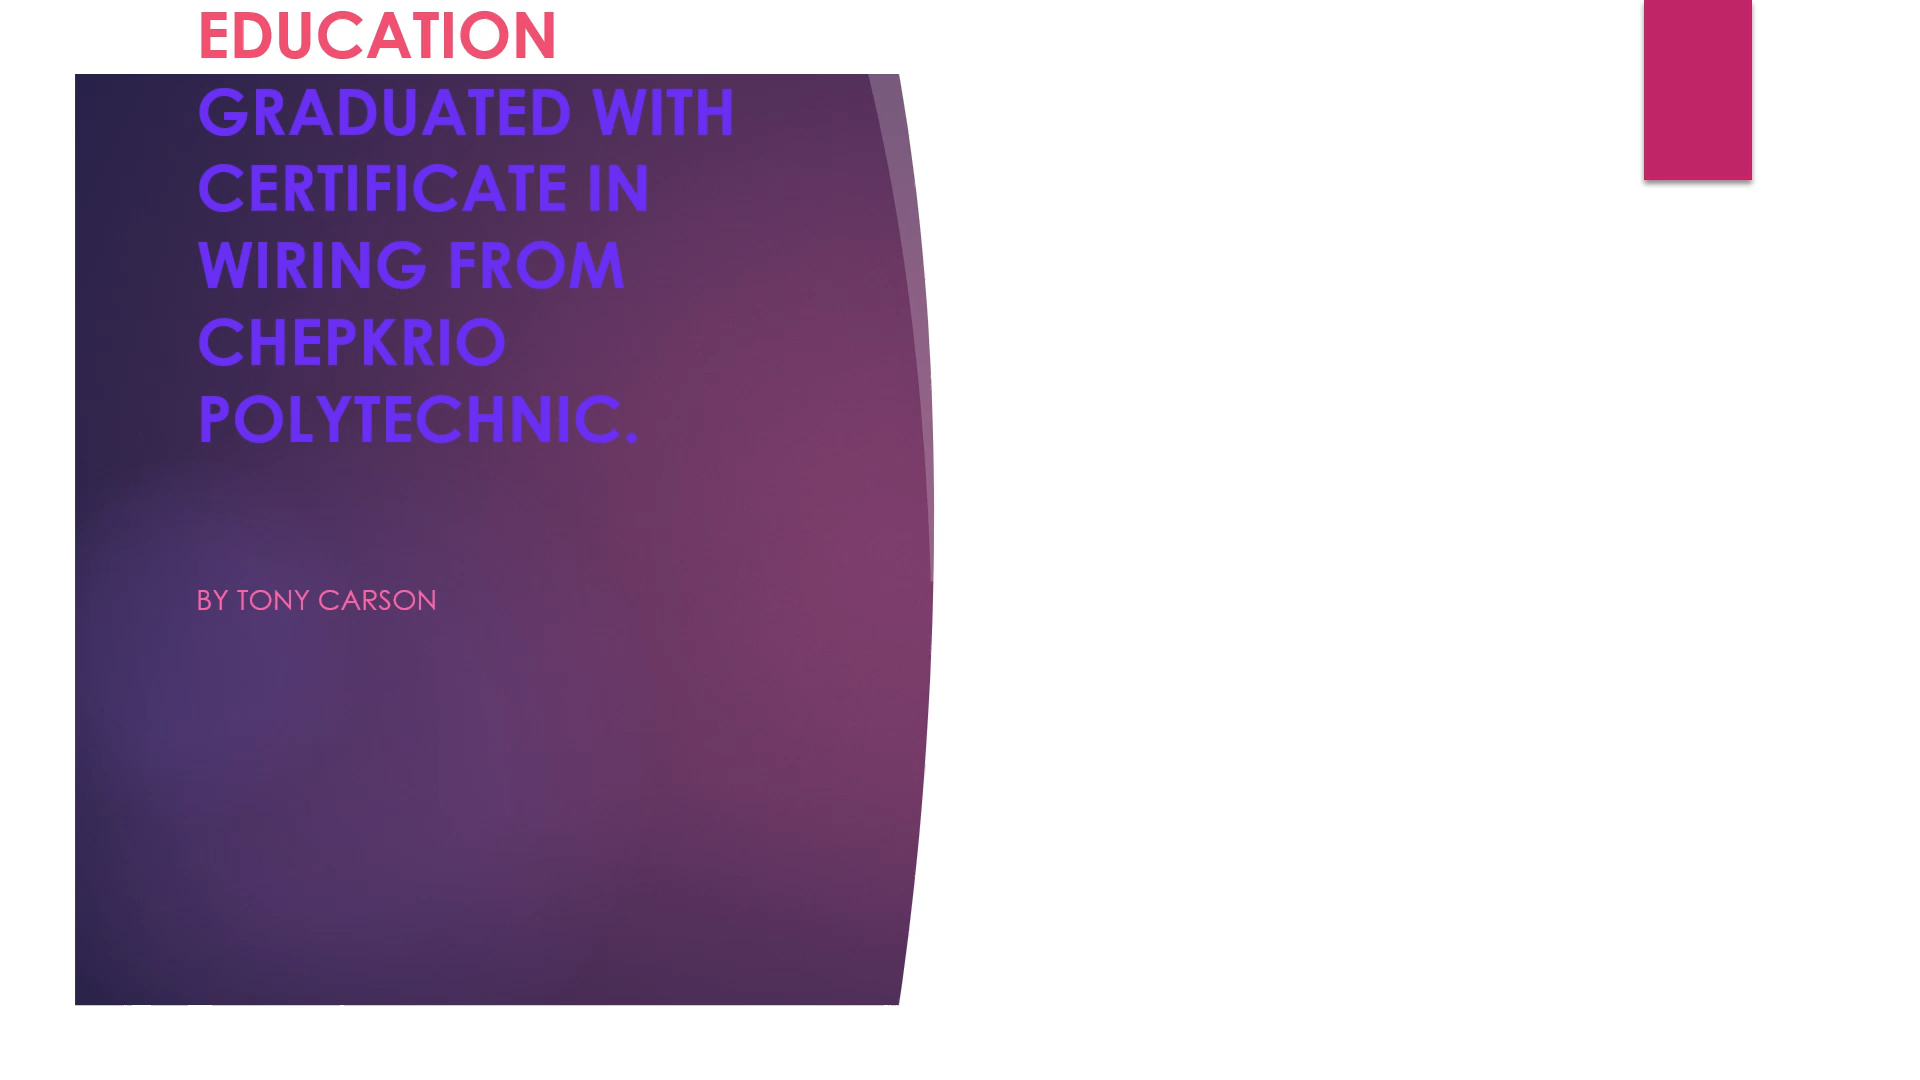 EDUCATION
GRADUATED WITH
CERTIFICATE IN
WIRING FROM
CHEPKRIO
POLYTECHNIC.
BY TONY CARSON